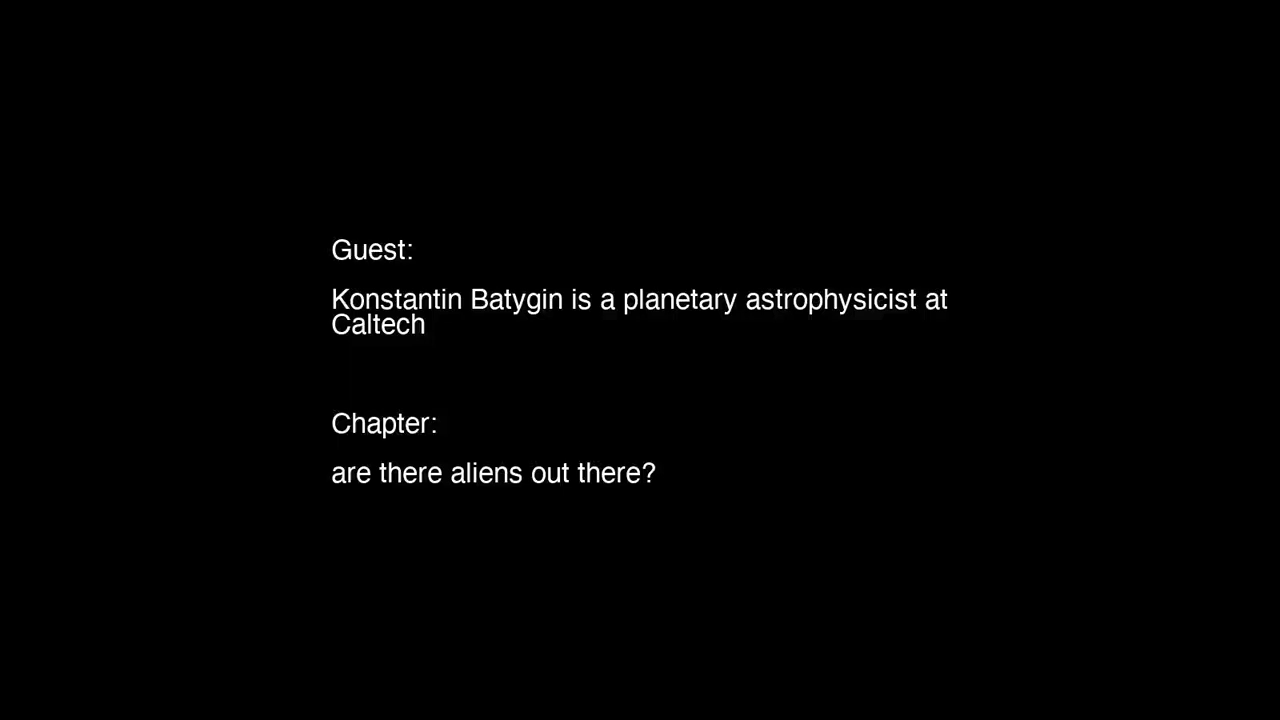 Guest:
Konstantin Batygin is a planetary astrophysicist at
Caltech
Chapter:
are there aliens out there?